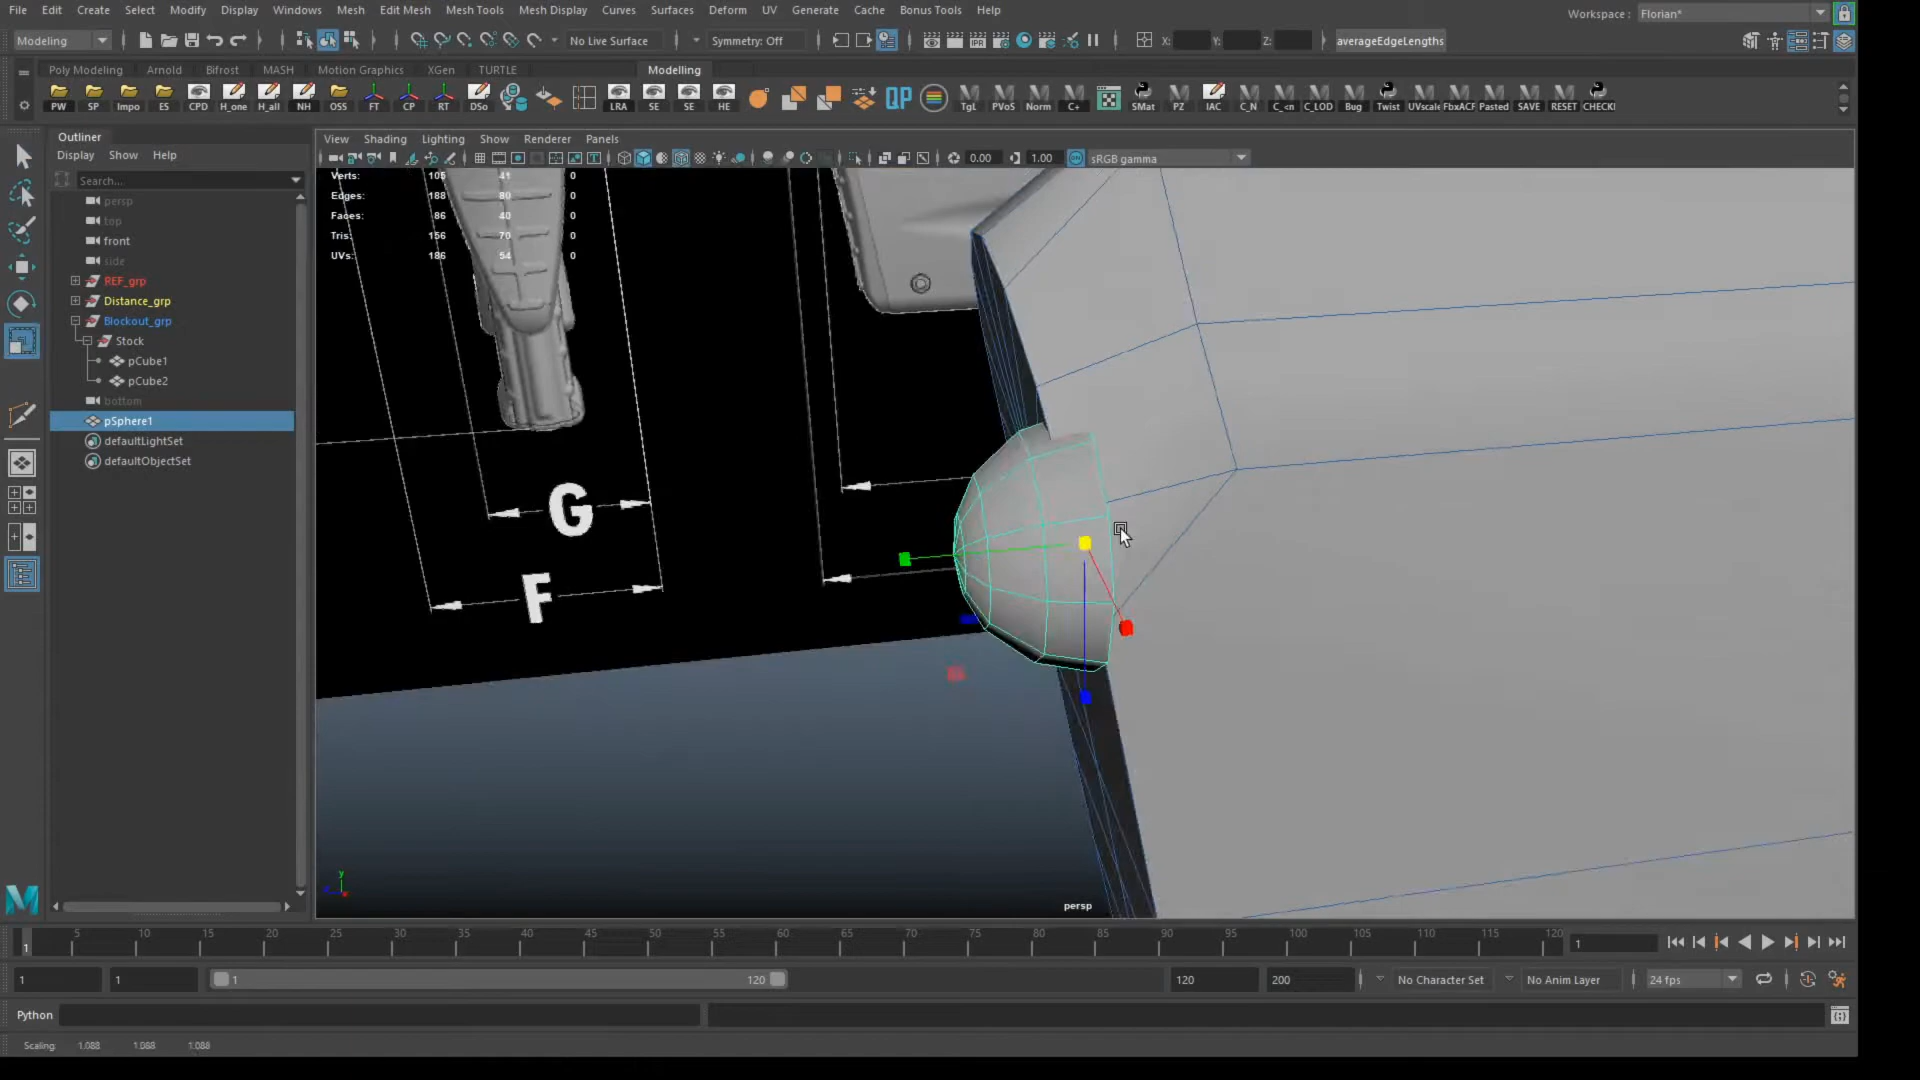 File Edit Create Select Modify Display Windows Mesh Edit Mesh Mesh Tools Mesh Display Curves Surfaces Deform UV Generate Cache Bonus Tools Help
Workspace : Florian*
Modeling No Live Surface Symmetry: Off X: Y: Z: averageEdgeLengths
Poly Modeling Arnold Bifrost MASH Motion Graphics XGen TURTLE Modelling
PW SP Impo ES CPD H_one H_all NH OSS FT CP RT DSo LRA SE SE HE QP TgL PVoS Norm C+ SMat PZ IAC C_N C_<n C_LOD Bug Twist UVscale FbxACF Pasted SAVE RESET CHECKI
Outliner
Display Show Help
Search...
persp
top
front
side
REF_grp
Distance_grp
Blockout_grp
Stock
pCube1
pCube2
bottom
pSphere1
defaultLightSet
defaultObjectSet
View Shading Lighting Show Renderer Panels
0.00 1.00 ON sRGB gamma
Verts: 105 41 0
Edges: 188 80 0
Faces: 86 40 0
Tris: 156 70 0
UVs: 186 54 0
G
F
y
persp
1 5 10 15 20 25 30 35 40 45 50 55 60 65 70 75 80 85 90 95 100 105 110 115 120 1
1 1 1 120 120 200 No Character Set No Anim Layer 24 fps
Python
Scaling: 1.088 1.088 1.088